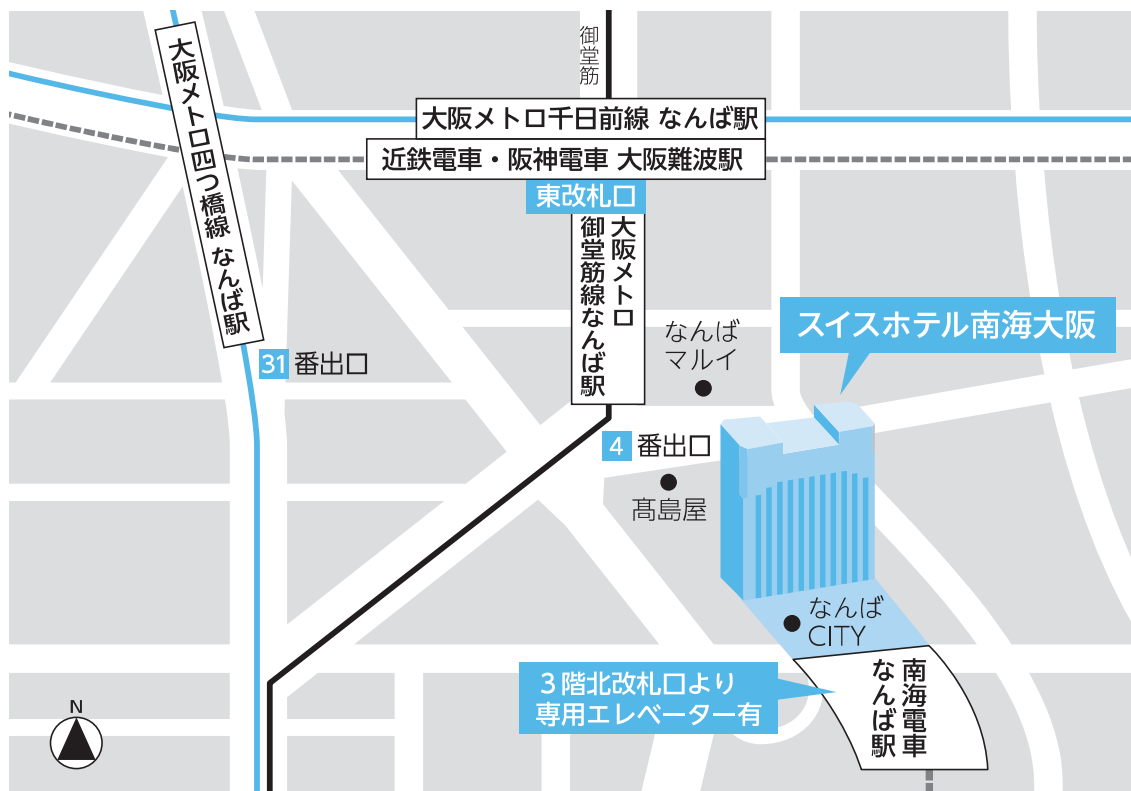 大阪メトロ四つ橋線 なんば駅
御堂筋
大阪メトロ千日前線 なんば駅
近鉄電車・阪神電車 大阪難波駅
東改札口
大阪メトロ
御堂筋線なんば駅
スイスホテル南海大阪
なんば
マルイ
31 番出口
4 番出口
髙島屋
なんば
CITY
3階北改札口より
専用エレベーター有
南海電車
なんば駅
N